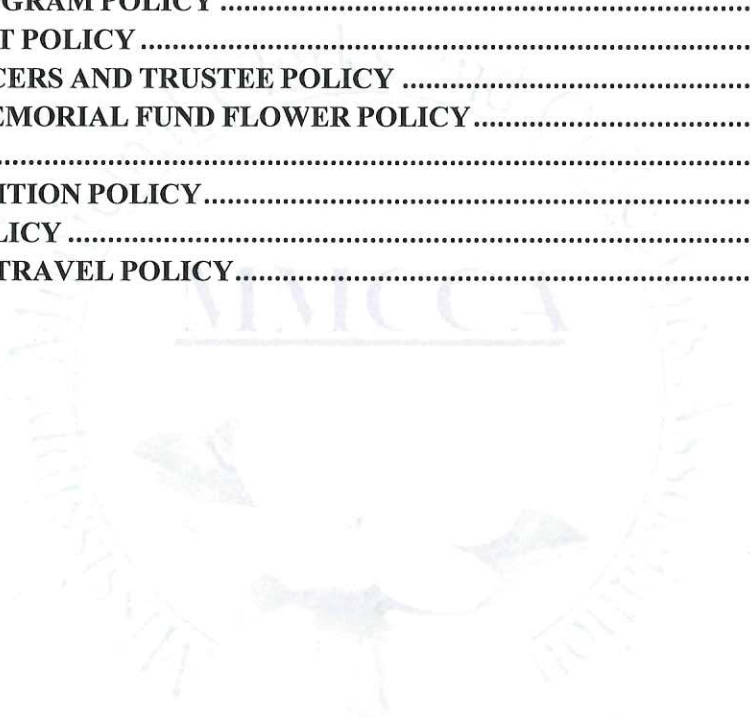 GRAM POLICY ........................................................................
T POLICY ........................................................................
CERS AND TRUSTEE POLICY ........................................................................
EMORIAL FUND FLOWER POLICY ........................................................................
........................................................................
ITION POLICY ........................................................................
LICY ........................................................................
TRAVEL POLICY ........................................................................
MMCCA